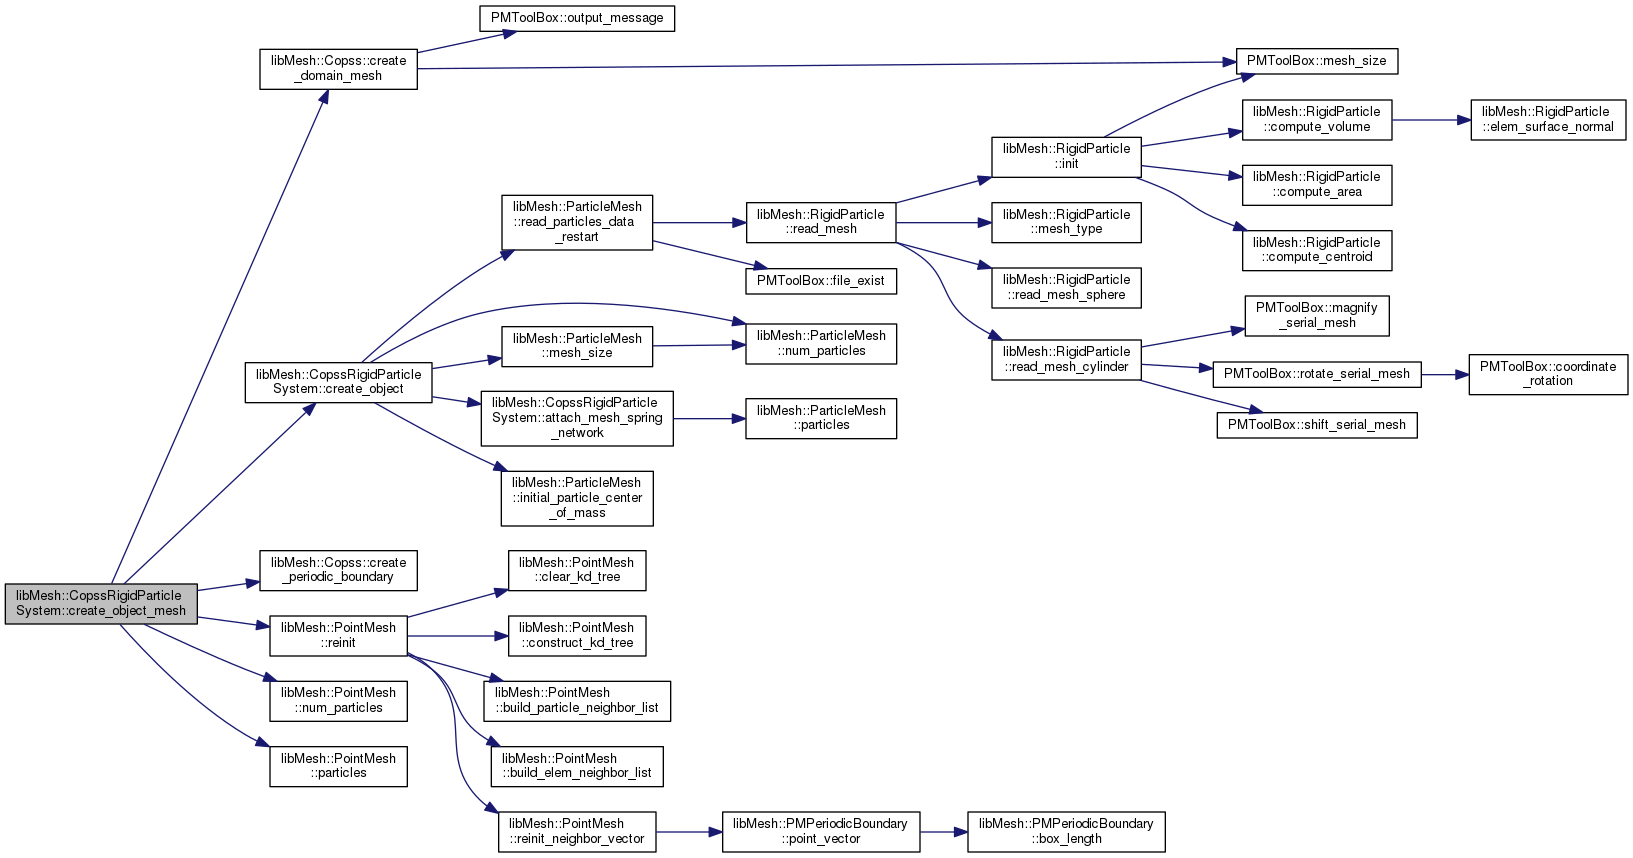 PMToolBox::output_message
libMesh::Copss::create
_domain_mesh
PMToolBox::mesh_size
libMesh::RigidParticle
::compute_volume
libMesh::RigidParticle
::elem_surface_normal
libMesh::RigidParticle
::init
libMesh::RigidParticle
::compute_area
libMesh::ParticleMesh
::read_particles_data
_restart
libMesh::RigidParticle
::read_mesh
libMesh::RigidParticle
::mesh_type
libMesh::RigidParticle
::compute_centroid
PMToolBox::file_exist
libMesh::RigidParticle
::read_mesh_sphere
PMToolBox::magnify
_serial_mesh
libMesh::ParticleMesh
::mesh_size
libMesh::ParticleMesh
::num_particles
libMesh::RigidParticle
::read_mesh_cylinder
PMToolBox::rotate_serial_mesh
PMToolBox::coordinate
_rotation
libMesh::CopssRigidParticle
System::create_object
libMesh::CopssRigidParticle
System::attach_mesh_spring
_network
libMesh::ParticleMesh
::particles
PMToolBox::shift_serial_mesh
libMesh::ParticleMesh
::initial_particle_center
_of_mass
libMesh::Copss::create
_periodic_boundary
libMesh::PointMesh
::clear_kd_tree
libMesh::CopssRigidParticle
System::create_object_mesh
libMesh::PointMesh
::reinit
libMesh::PointMesh
::construct_kd_tree
libMesh::PointMesh
::num_particles
libMesh::PointMesh
::build_particle_neighbor_list
libMesh::PointMesh
::particles
libMesh::PointMesh
::build_elem_neighbor_list
libMesh::PointMesh
::reinit_neighbor_vector
libMesh::PMPeriodicBoundary
::point_vector
libMesh::PMPeriodicBoundary
::box_length